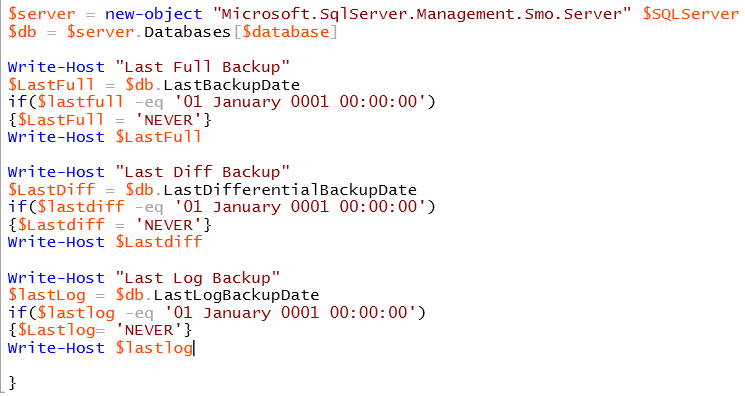 $server = new-object "Microsoft.SqlServer.Management.Smo.Server" $SQLServer
$db = $server.Databases[$database]
Write-Host "Last Full Backup"
$LastFull = $db.LastBackupDate
if($lastfull -eq '01 January 0001 00:00:00')
{$LastFull = 'NEVER'}
Write-Host $LastFull
Write-Host "Last Diff Backup"
$LastDiff = $db.LastDifferentialBackupDate
if($lastdiff -eq '01 January 0001 00:00:00')
{$Lastdiff = 'NEVER'}
Write-Host $Lastdiff
Write-Host "Last Log Backup"
$lastLog = $db.LastLogBackupDate
if($lastlog -eq '01 January 0001 00:00:00')
{$Lastlog= 'NEVER'}
Write-Host $lastlog
}